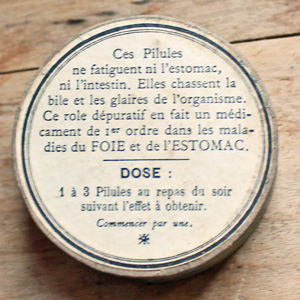 Ces Pilules
ne fatiguent ni l'estomac,
ni l'intestin. Elles chassent la
bile et les glaires de l'organisme.
Ce role dépuratif en fait un médi-
cament de 1er ordre dans les mala-
dies du FOIE et de l'ESTOMAC.
DOSE :
1 à 3 Pilules au repas du soir
suivant l'effet à obtenir.
Commencer par une.